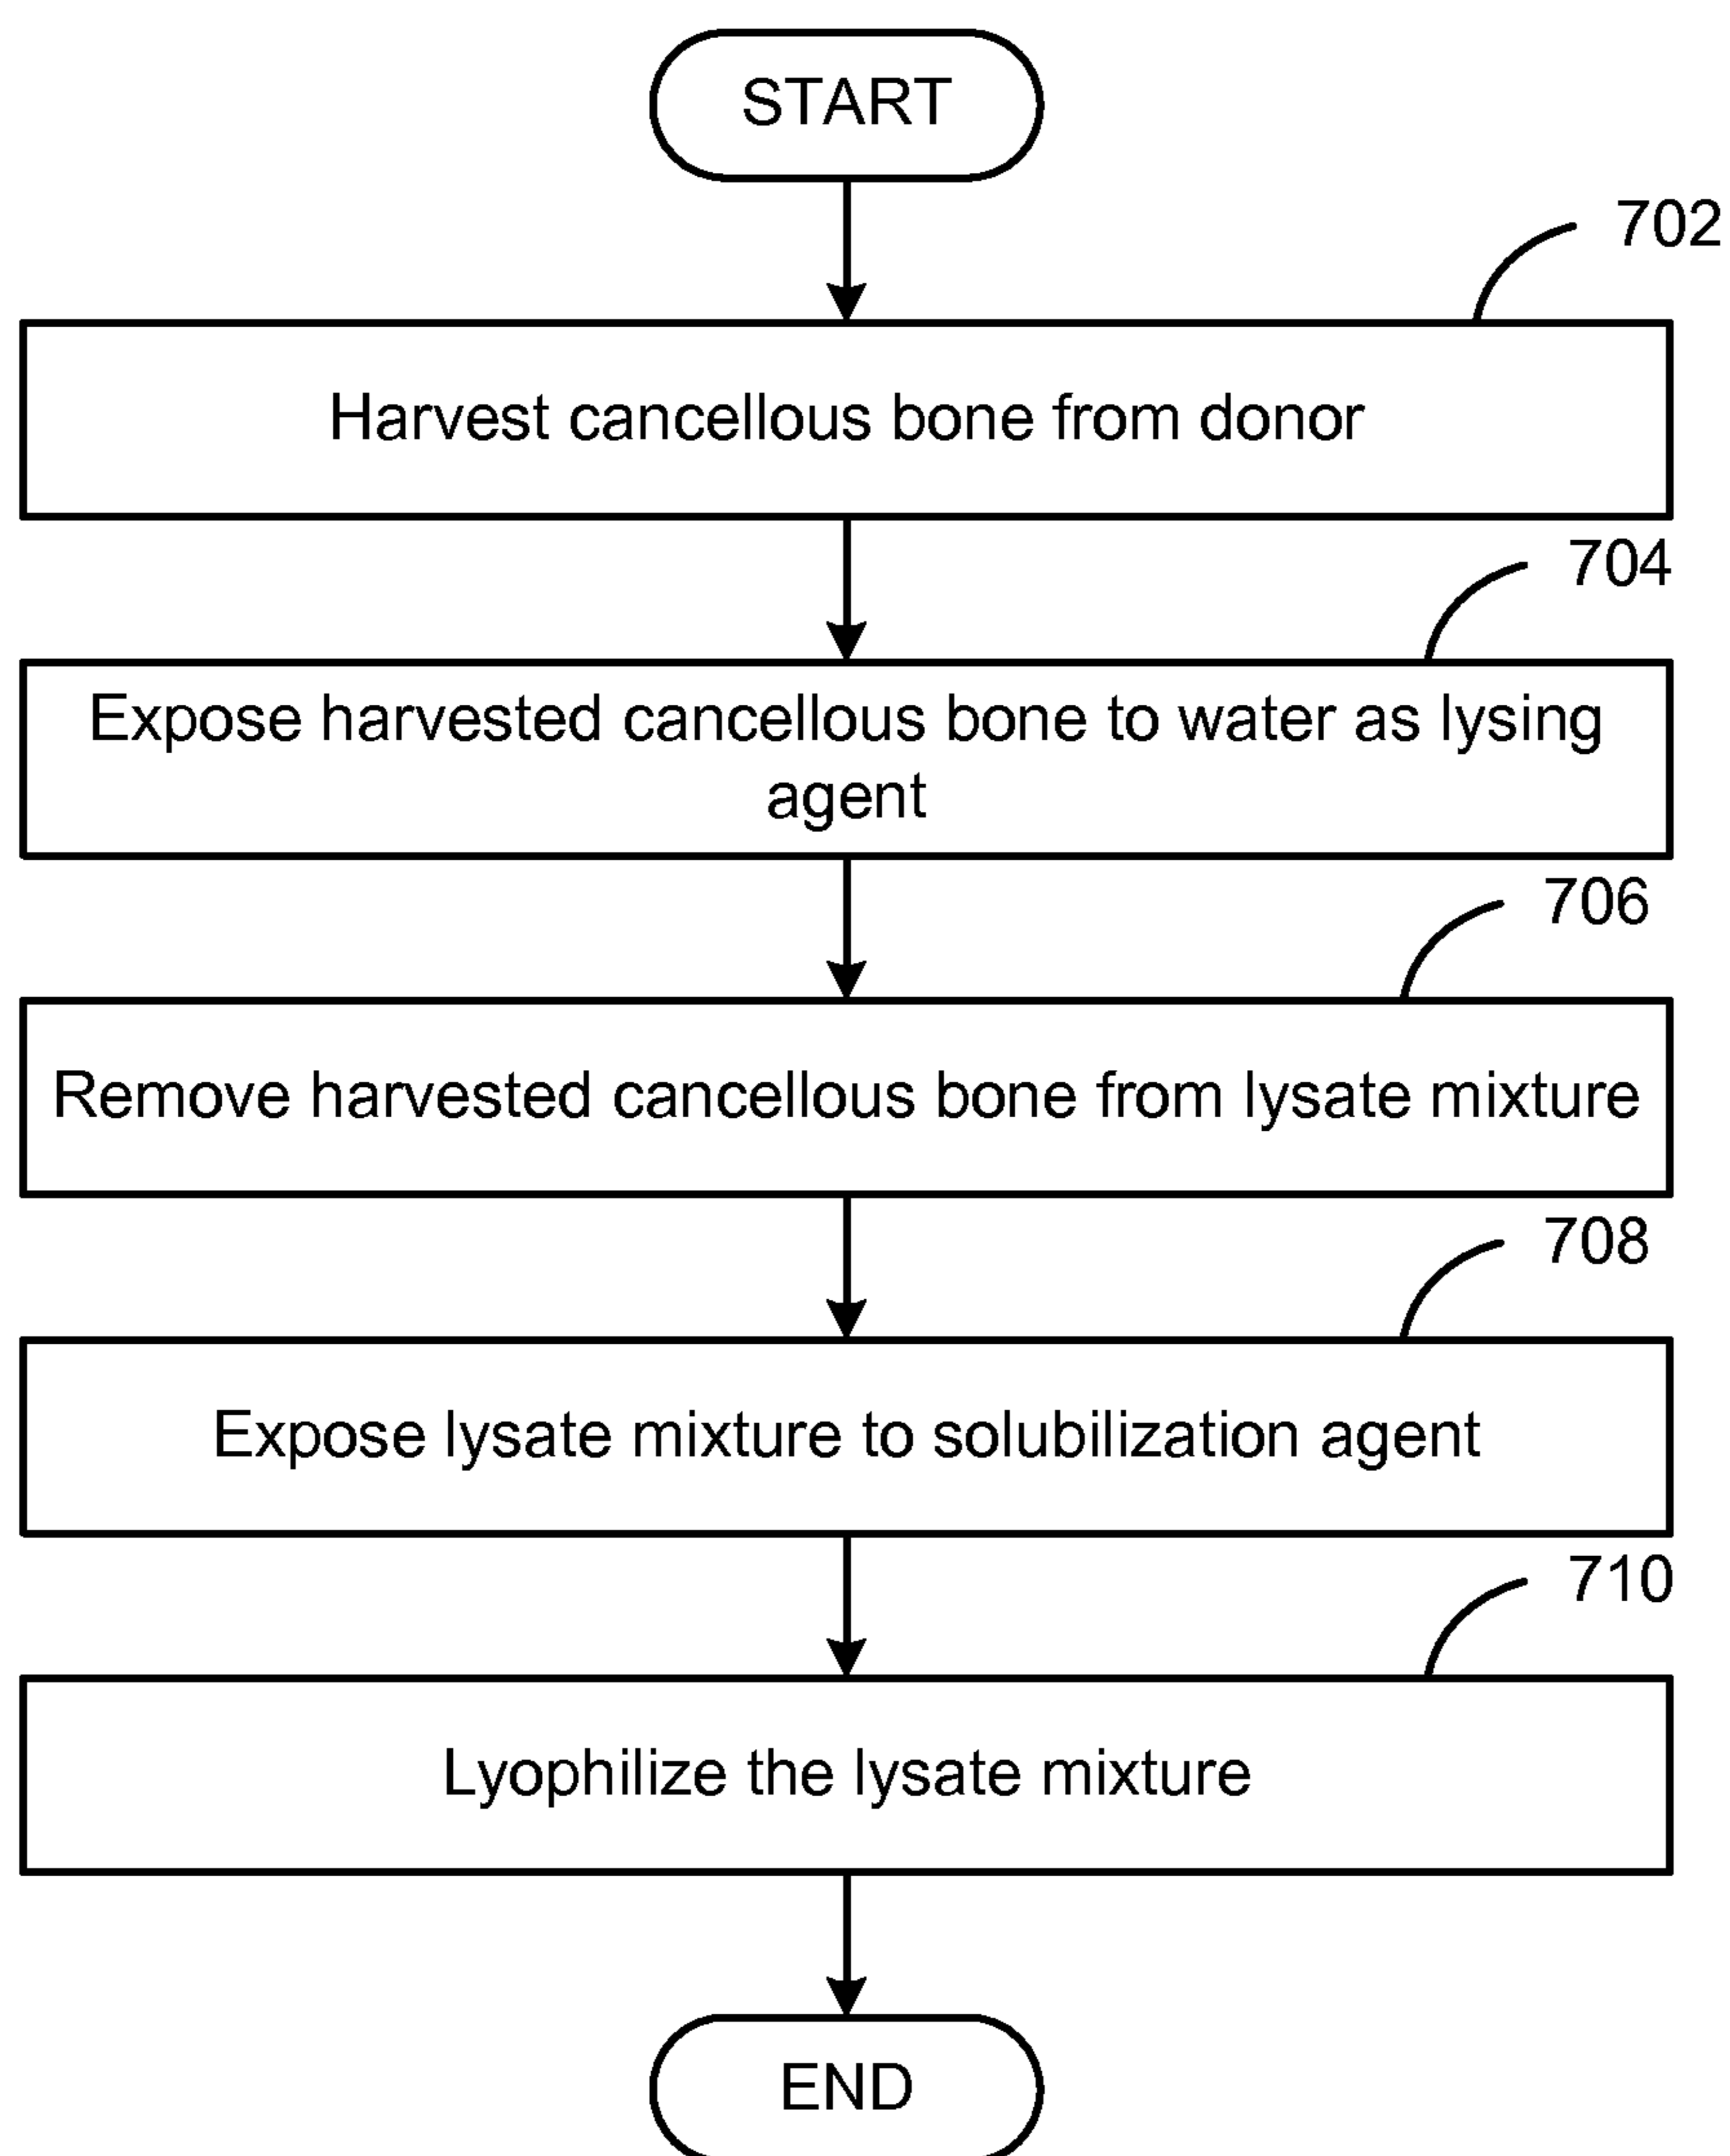 START
702
Harvest cancellous bone from donor
704
Expose harvested cancellous bone to water as lysing
agent
706
Remove harvested cancellous bone from lysate mixture
708
Expose lysate mixture to solubilization agent
710
Lyophilize the lysate mixture
END